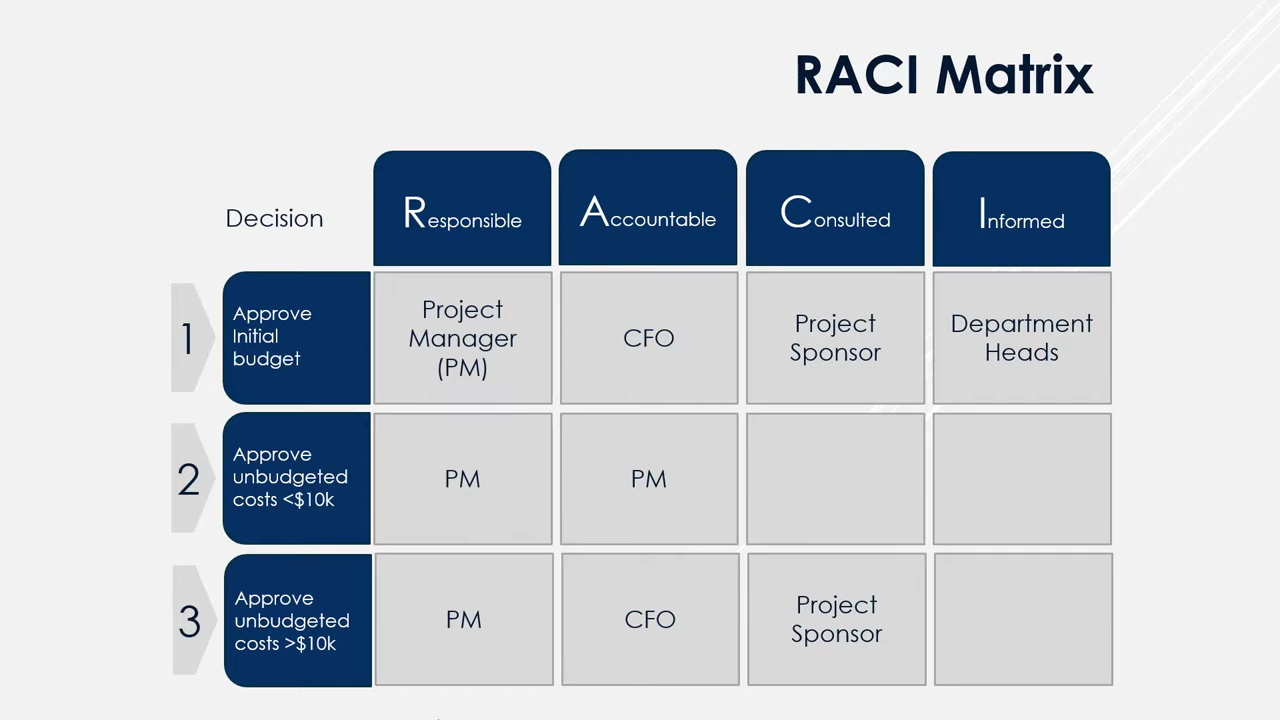 RACI Matrix
Decision
Responsible
Accountable
Consulted
Informed
1
Approve
Initial
budget
Project
Manager
(PM)
CFO
Project
Sponsor
Department
Heads
2
Approve
unbudgeted
costs <$10k
PM
PM
3
Approve
unbudgeted
costs >$10k
PM
CFO
Project
Sponsor